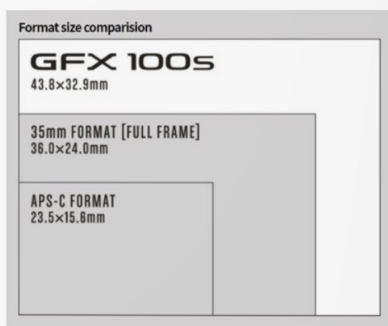 Format size comparision
GFX 100s
43.8×32.9mm
35mm FORMAT [FULL FRAME]
36.0×24.0mm
APS-C FORMAT
23.5×15.6mm